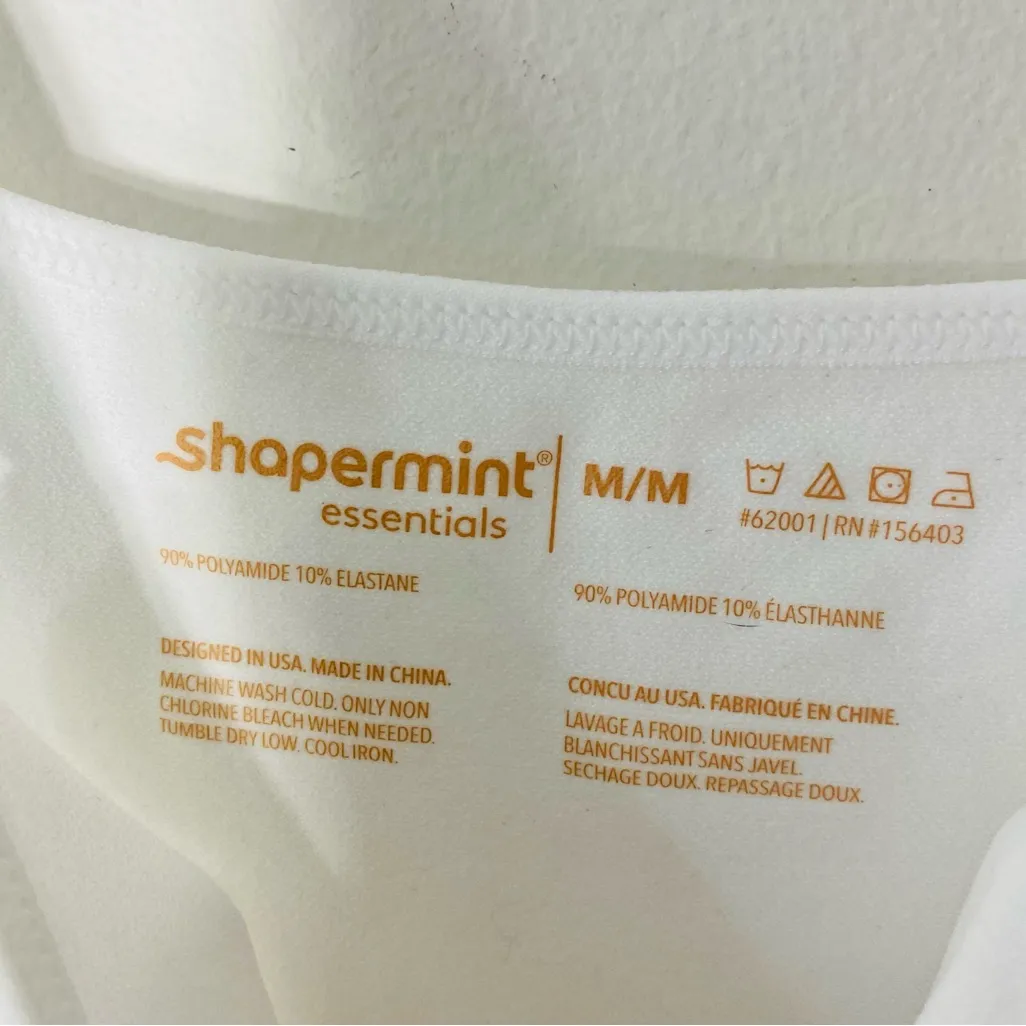 shapermint®
essentials
M/M
#62001 | RN #156403
90% POLYAMIDE 10% ELASTANE
90% POLYAMIDE 10% ÉLASTHANNE
DESIGNED IN USA. MADE IN CHINA.
MACHINE WASH COLD. ONLY NON
CHLORINE BLEACH WHEN NEEDED.
TUMBLE DRY LOW. COOL IRON.
CONCU AU USA. FABRIQUÉ EN CHINE.
LAVAGE A FROID. UNIQUEMENT
BLANCHISSANT SANS JAVEL.
SECHAGE DOUX. REPASSAGE DOUX.